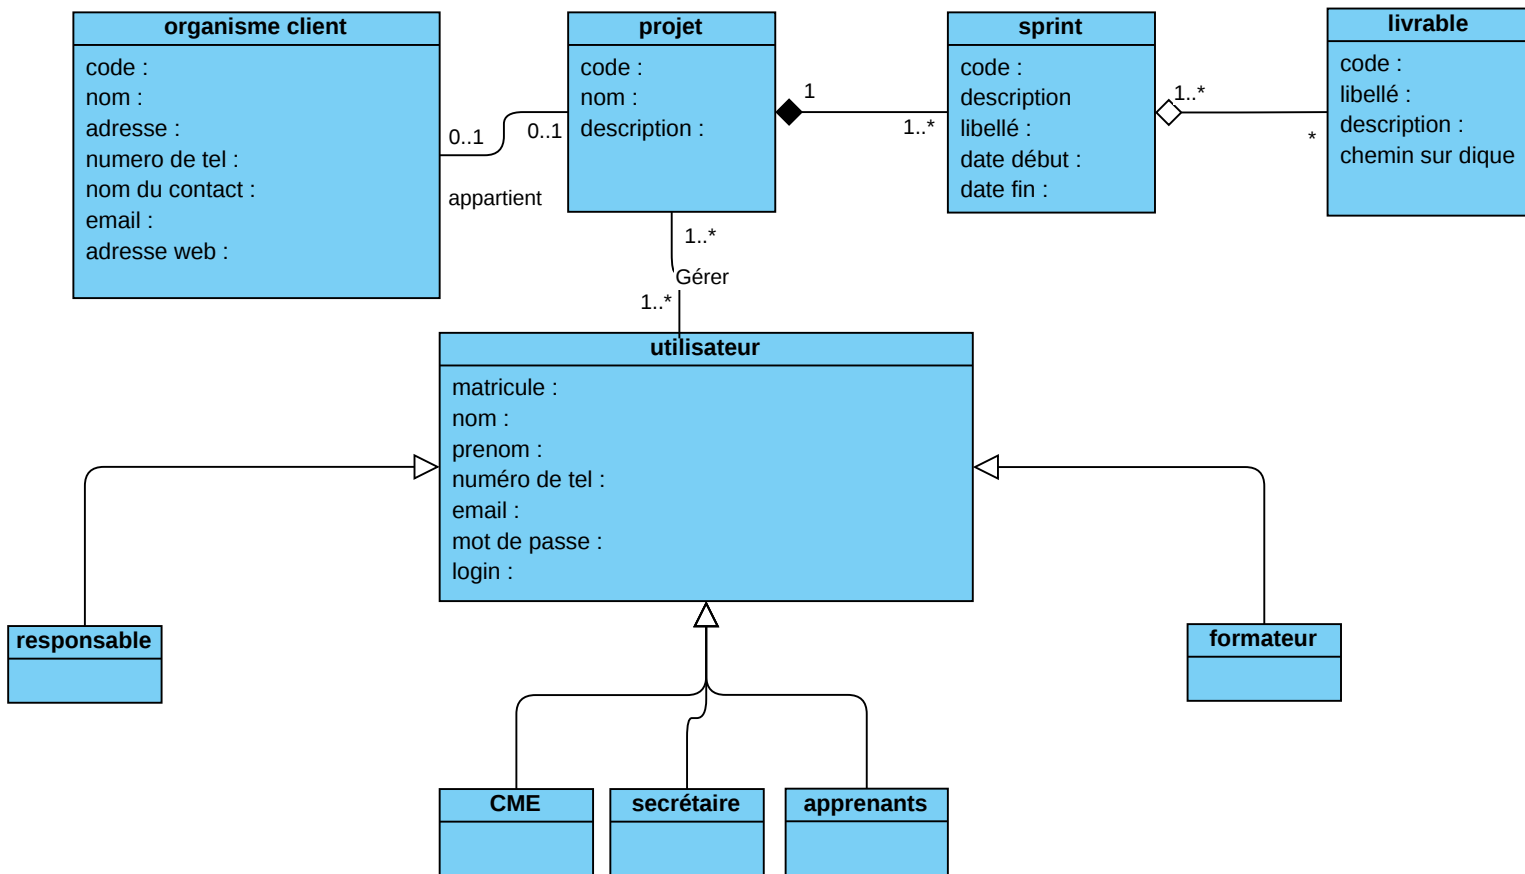 organisme client
code :
nom :
adresse :
numero de tel :
nom du contact :
email :
adresse web :
0..1
0..1
appartient
projet
code :
nom :
description :
1
1..*
sprint
code :
description
libellé :
date début :
date fin :
1..*
*
livrable
code :
libellé :
description :
chemin sur dique
1..*
Gérer
1..*
utilisateur
matricule :
nom :
prenom :
numéro de tel :
email :
mot de passe :
login :
responsable
formateur
CME
secrétaire
apprenants